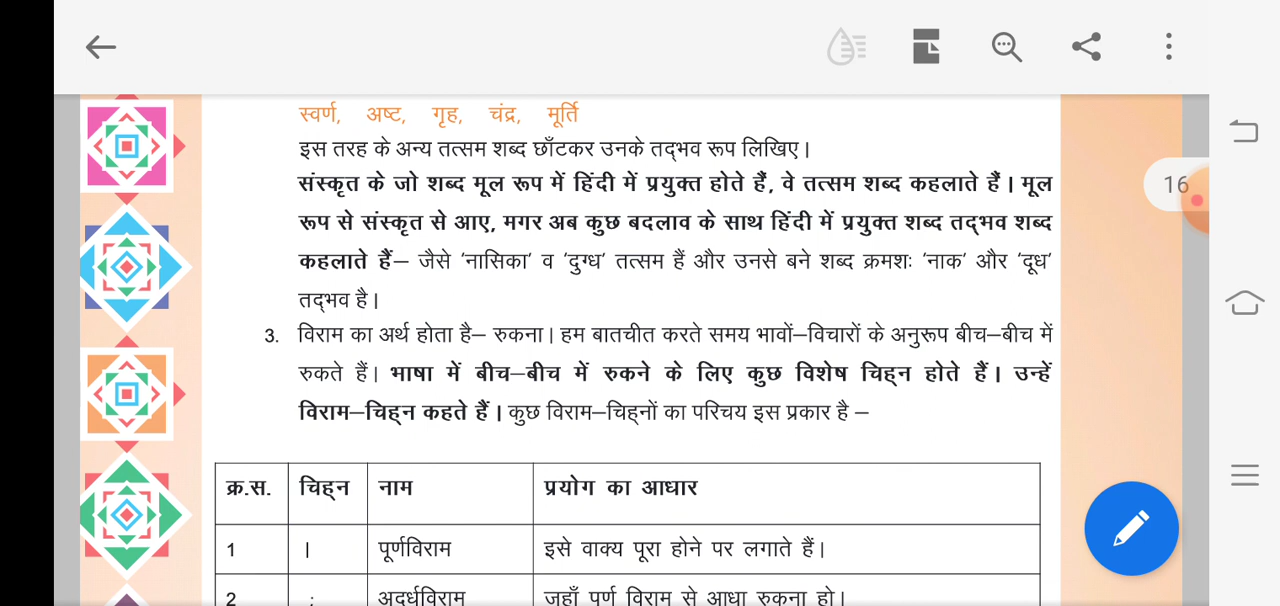 स्वर्ण, अष्ट, गृह, चंद्र, मूर्ति
इस तरह के अन्य तत्सम शब्द छाँटकर उनके तद्भव रूप लिखिए।
संस्कृत के जो शब्द मूल रूप में हिंदी में प्रयुक्त होते हैं, वे तत्सम शब्द कहलाते हैं। मूल
रूप से संस्कृत से आए, मगर अब कुछ बदलाव के साथ हिंदी में प्रयुक्त शब्द तद्भव शब्द
कहलाते हैं– जैसे 'नासिका' व 'दुग्ध' तत्सम हैं और उनसे बने शब्द क्रमशः 'नाक' और 'दूध'
तद्भव है।
16
3. विराम का अर्थ होता है– रुकना। हम बातचीत करते समय भावों–विचारों के अनुरूप बीच–बीच में
रुकते हैं। भाषा में बीच–बीच में रुकने के लिए कुछ विशेष चिह्न होते हैं। उन्हें
विराम–चिह्न कहते हैं। कुछ विराम–चिह्नों का परिचय इस प्रकार है –
क्र.स. चिह्न नाम प्रयोग का आधार
1 । पूर्णविराम इसे वाक्य पूरा होने पर लगाते हैं।
2 ; अर्द्धविराम जहाँ पूर्ण विराम से आधा रुकना हो।